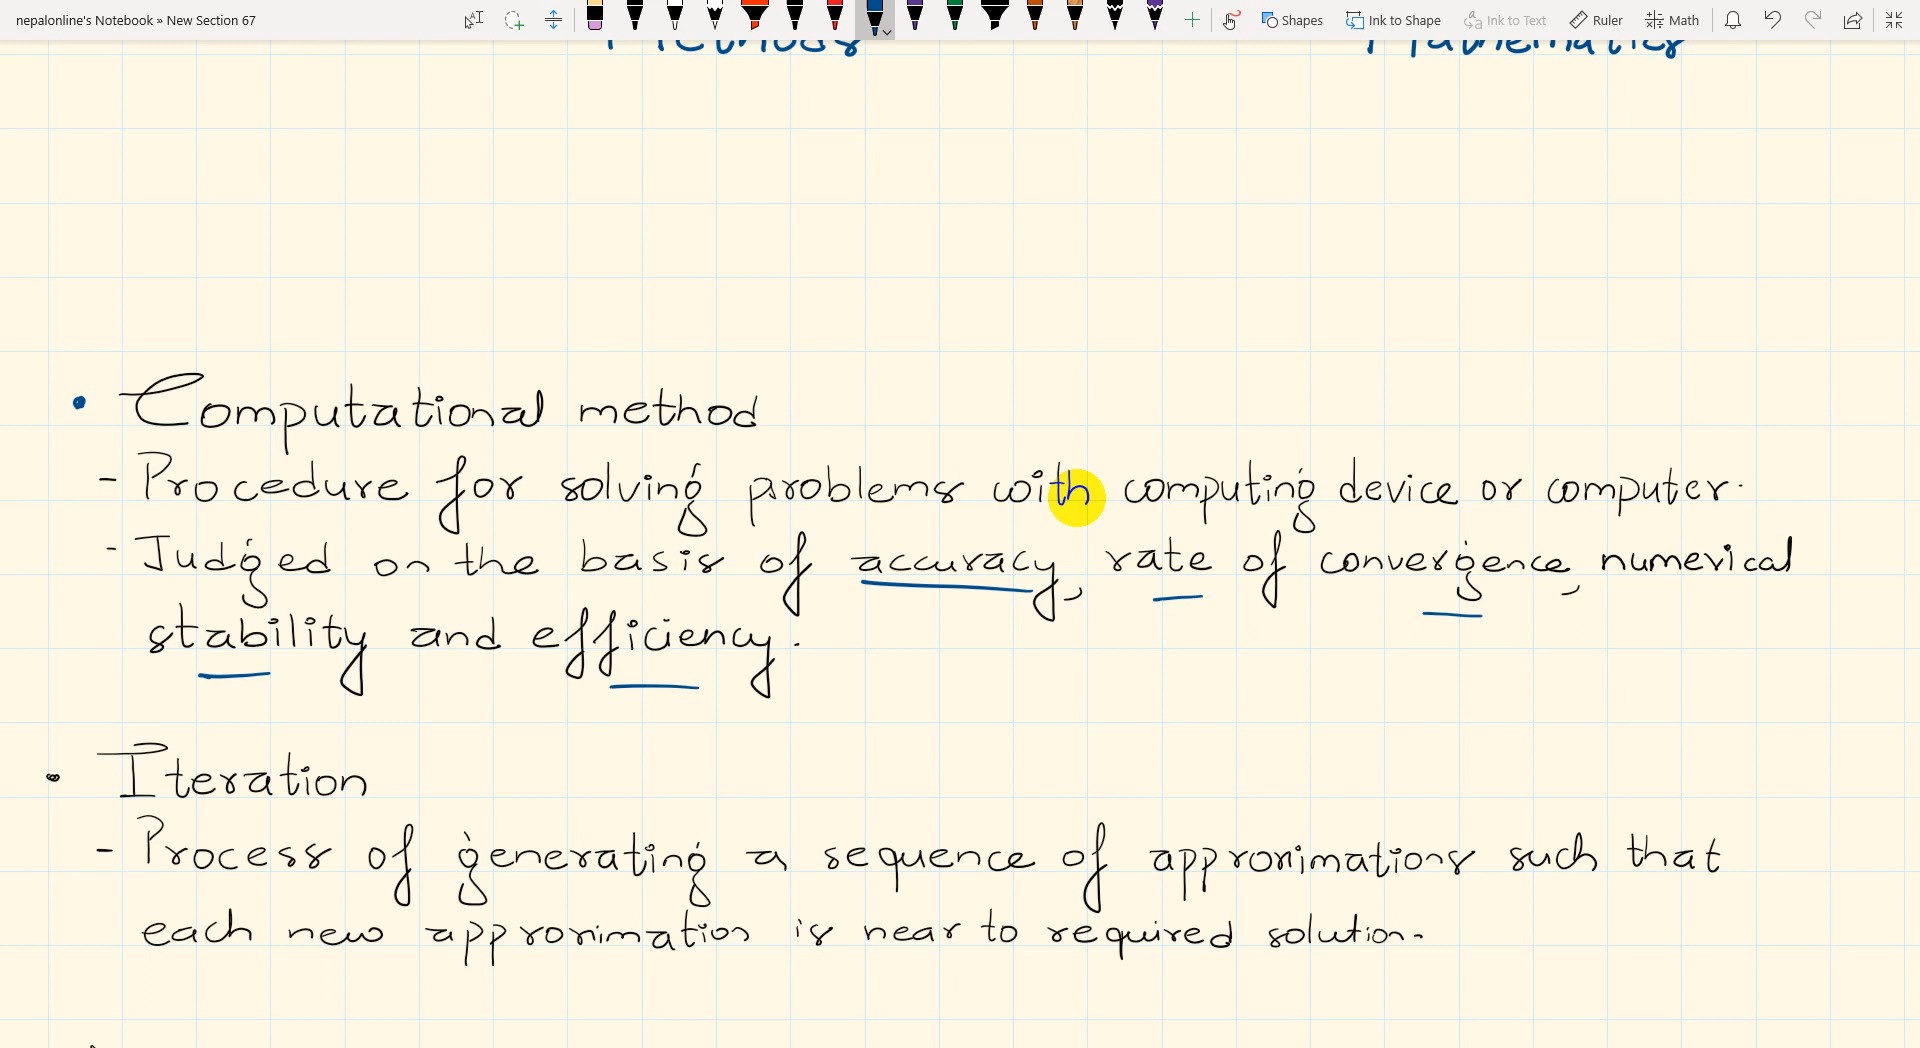 nepalonline's Notebook » New Section 67
Shapes Ink to Shape Ink to Text Ruler Math
Methods Mathematics
• Computational method
- Procedure for solving problems with computing device or computer.
- Judged on the basis of accuracy, rate of convergence, numerical
stability and efficiency.
• Iteration
- Process of generating a sequence of approximations such that
each new approximation is near to required solution.